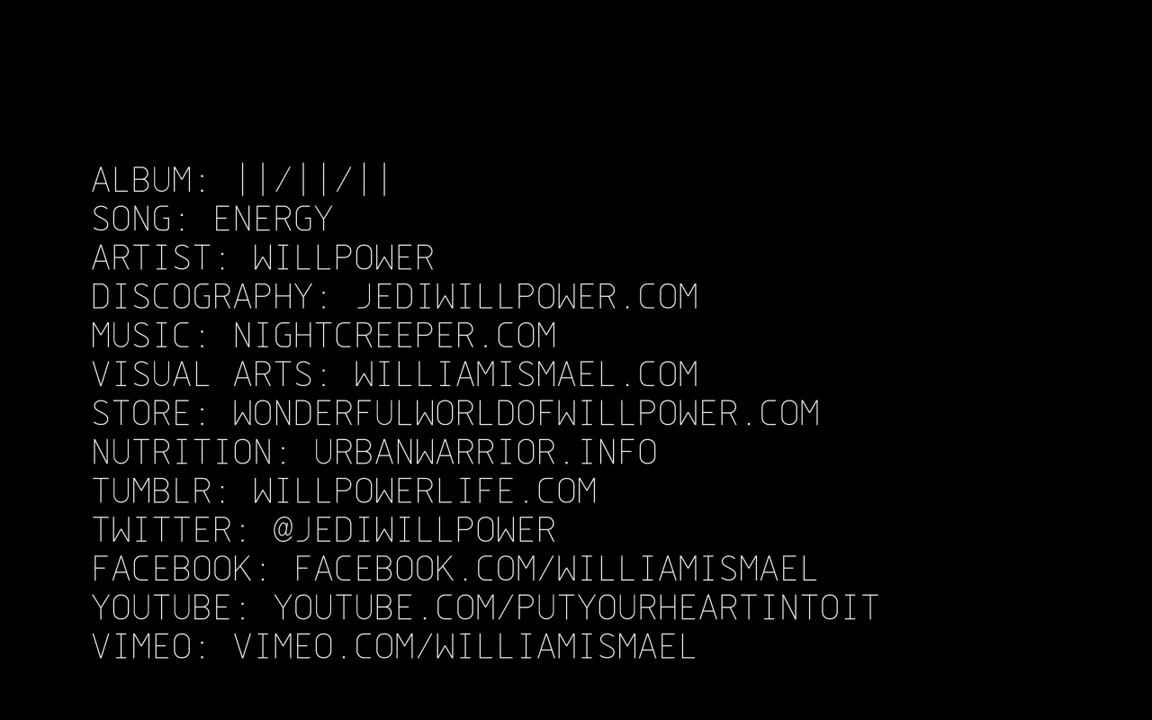 ALBUM: ||/||/||
SONG: ENERGY
ARTIST: WILLPOWER
DISCOGRAPHY: JEDIWILLPOWER.COM
MUSIC: NIGHTCREEPER.COM
VISUAL ARTS: WILLIAMISMAEL.COM
STORE: WONDERFULWORLDOFWILLPOWER.COM
NUTRITION: URBANWARRIOR.INFO
TUMBLR: WILLPOWERLIFE.COM
TWITTER: @JEDIWILLPOWER
FACEBOOK: FACEBOOK.COM/WILLIAMISMAEL
YOUTUBE: YOUTUBE.COM/PUTYOURHEARTINTOIT
VIMEO: VIMEO.COM/WILLIAMISMAEL